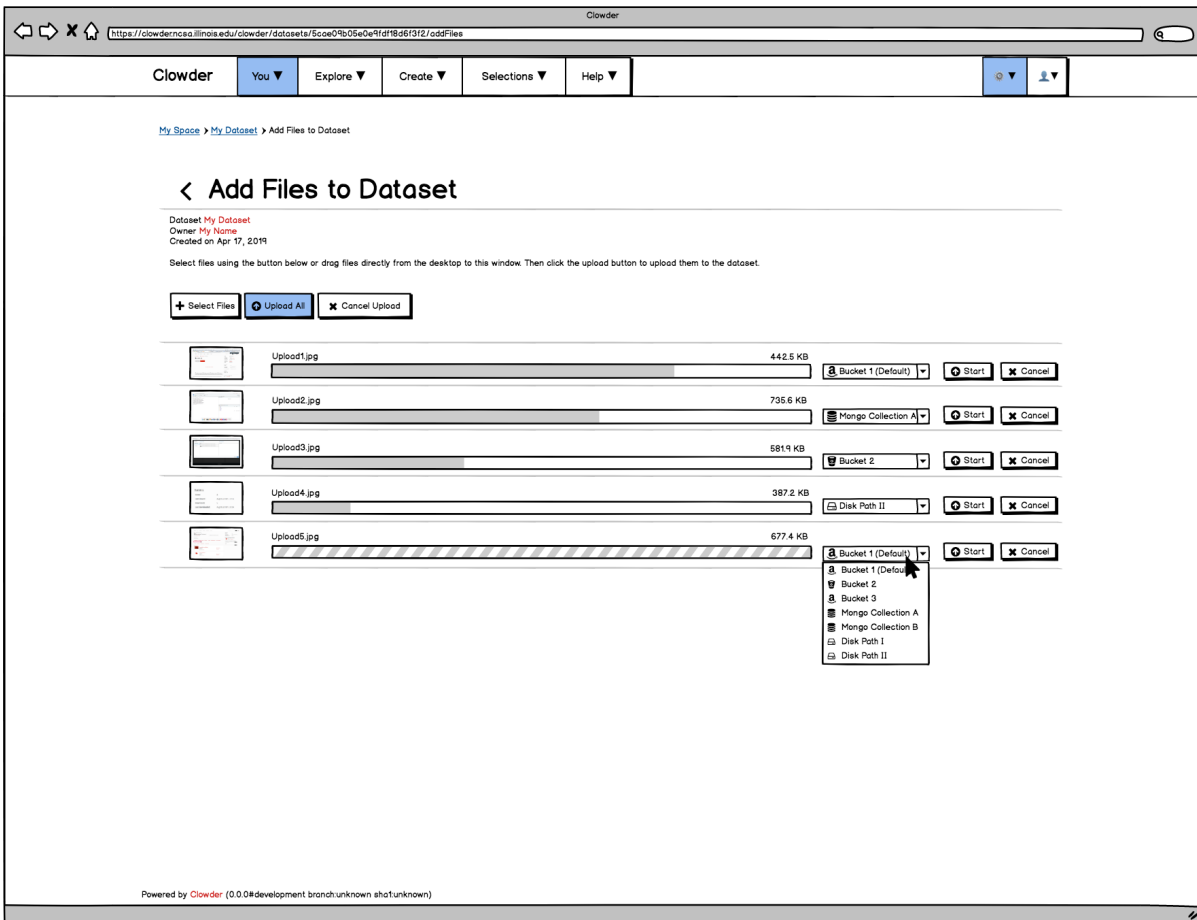 Clowder
https://clowder.ncsa.illinois.edu/clowder/datasets/5cae09b05e0e9fdf18d6f3f2/addFiles
Clowder You ▼ Explore ▼ Create ▼ Selections ▼ Help ▼
My Space > My Dataset > Add Files to Dataset
Add Files to Dataset
Dataset My Dataset
Owner My Name
Created on Apr 17, 2019
Select files using the button below or drag files directly from the desktop to this window. Then click the upload button to upload them to the dataset.
Select Files Upload All Cancel Upload
Upload1.jpg 442.5 KB
Bucket 1 (Default) Start Cancel
Upload2.jpg 735.6 KB
Mongo Collection A Start Cancel
Upload3.jpg 581.9 KB
Bucket 2 Start Cancel
Upload4.jpg 387.2 KB
Disk Path II Start Cancel
Upload5.jpg 677.4 KB
Bucket 1 (Default) Start Cancel
Bucket 1 (Default)
Bucket 2
Bucket 3
Mongo Collection A
Mongo Collection B
Disk Path I
Disk Path II
Powered by Clowder (0.0.0#development branch:unknown sha1:unknown)